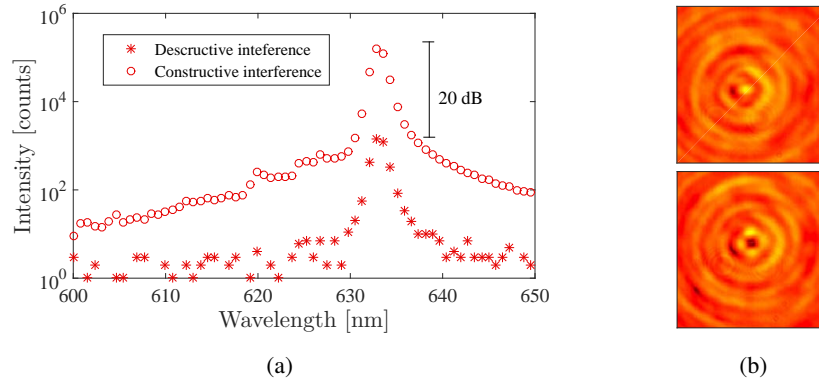 Intensity [counts]
10^6
10^4
10^2
10^0
Descructive inteference
Constructive interference
20 dB
600 610 620 630 640 650
Wavelength [nm]
(a)
(b)